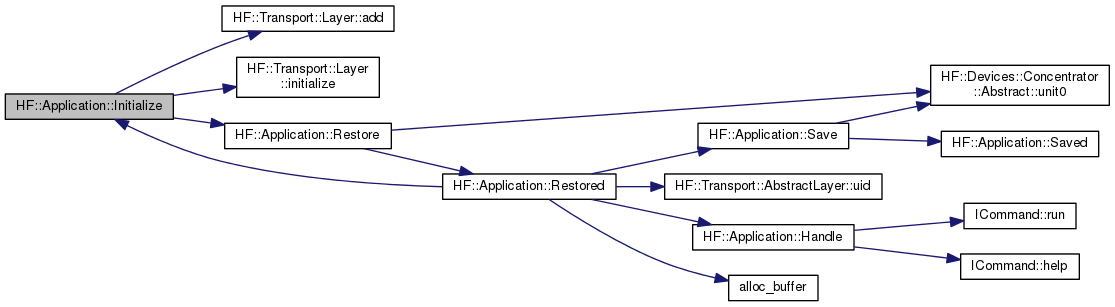 HF::Application::Initialize
HF::Transport::Layer::add
HF::Transport::Layer
::initialize
HF::Application::Restore
HF::Application::Restored
HF::Application::Save
HF::Devices::Concentrator
::Abstract::unit0
HF::Application::Saved
HF::Transport::AbstractLayer::uid
HF::Application::Handle
ICommand::run
ICommand::help
alloc_buffer